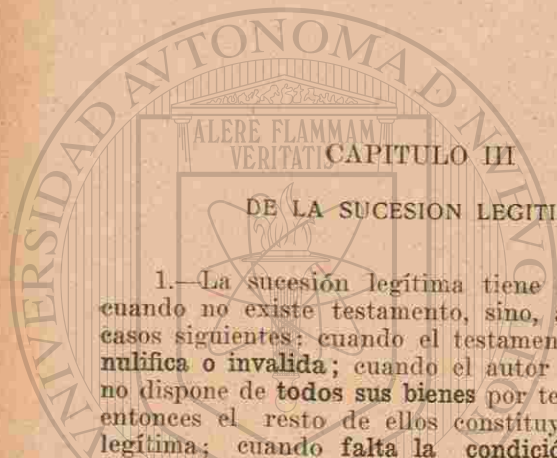 AVTONOMA D
NIVERSIDAD
ALERE FLAMMAM
VERITATIS
CAPITULO III
DE LA SUCESION LEGITI
1.—La sucesión legítima tiene
cuando no existe testamento, sino,
casos siguientes: cuando el testamen
nulifica o invalida; cuando el autor
no dispone de todos sus bienes por te
entonces el resto de ellos constituy
legítima; cuando falta la condició